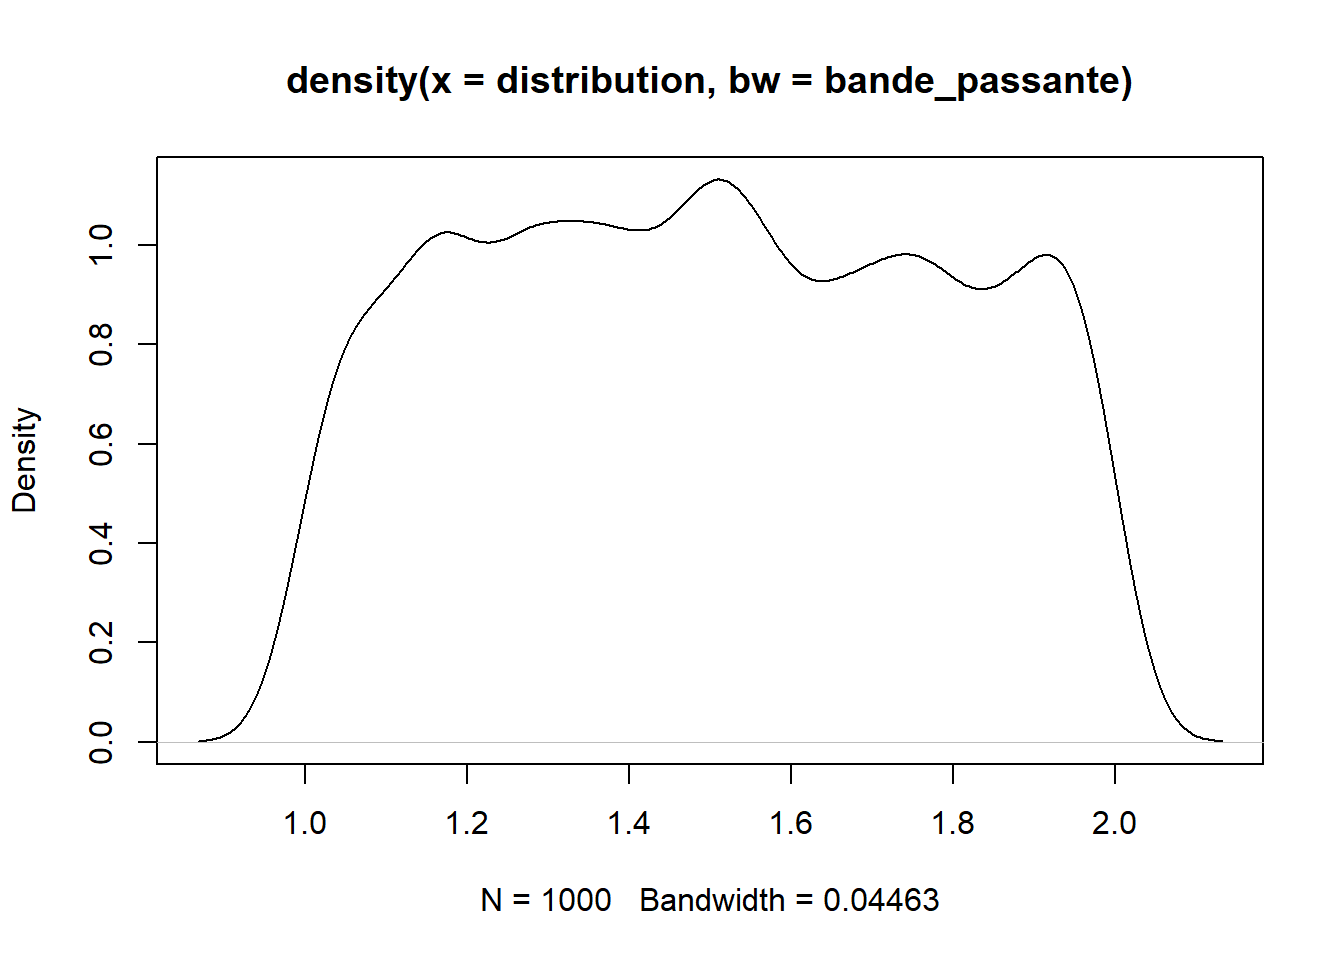 density(x = distribution, bw = bande_passante)
Density
1.0
0.8
0.6
0.4
0.2
0.0
1.0 1.2 1.4 1.6 1.8 2.0
N = 1000   Bandwidth = 0.04463